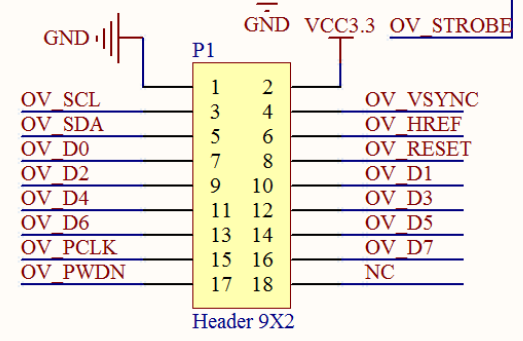 GND
GND VCC3.3 OV_STROBE
P1
1 2
OV_SCL 3 4 OV_VSYNC
OV_SDA 5 6 OV_HREF
OV_D0 7 8 OV_RESET
OV_D2 9 10 OV_D1
OV_D4 11 12 OV_D3
OV_D6 13 14 OV_D5
OV_PCLK 15 16 OV_D7
OV_PWDN 17 18 NC
Header 9X2